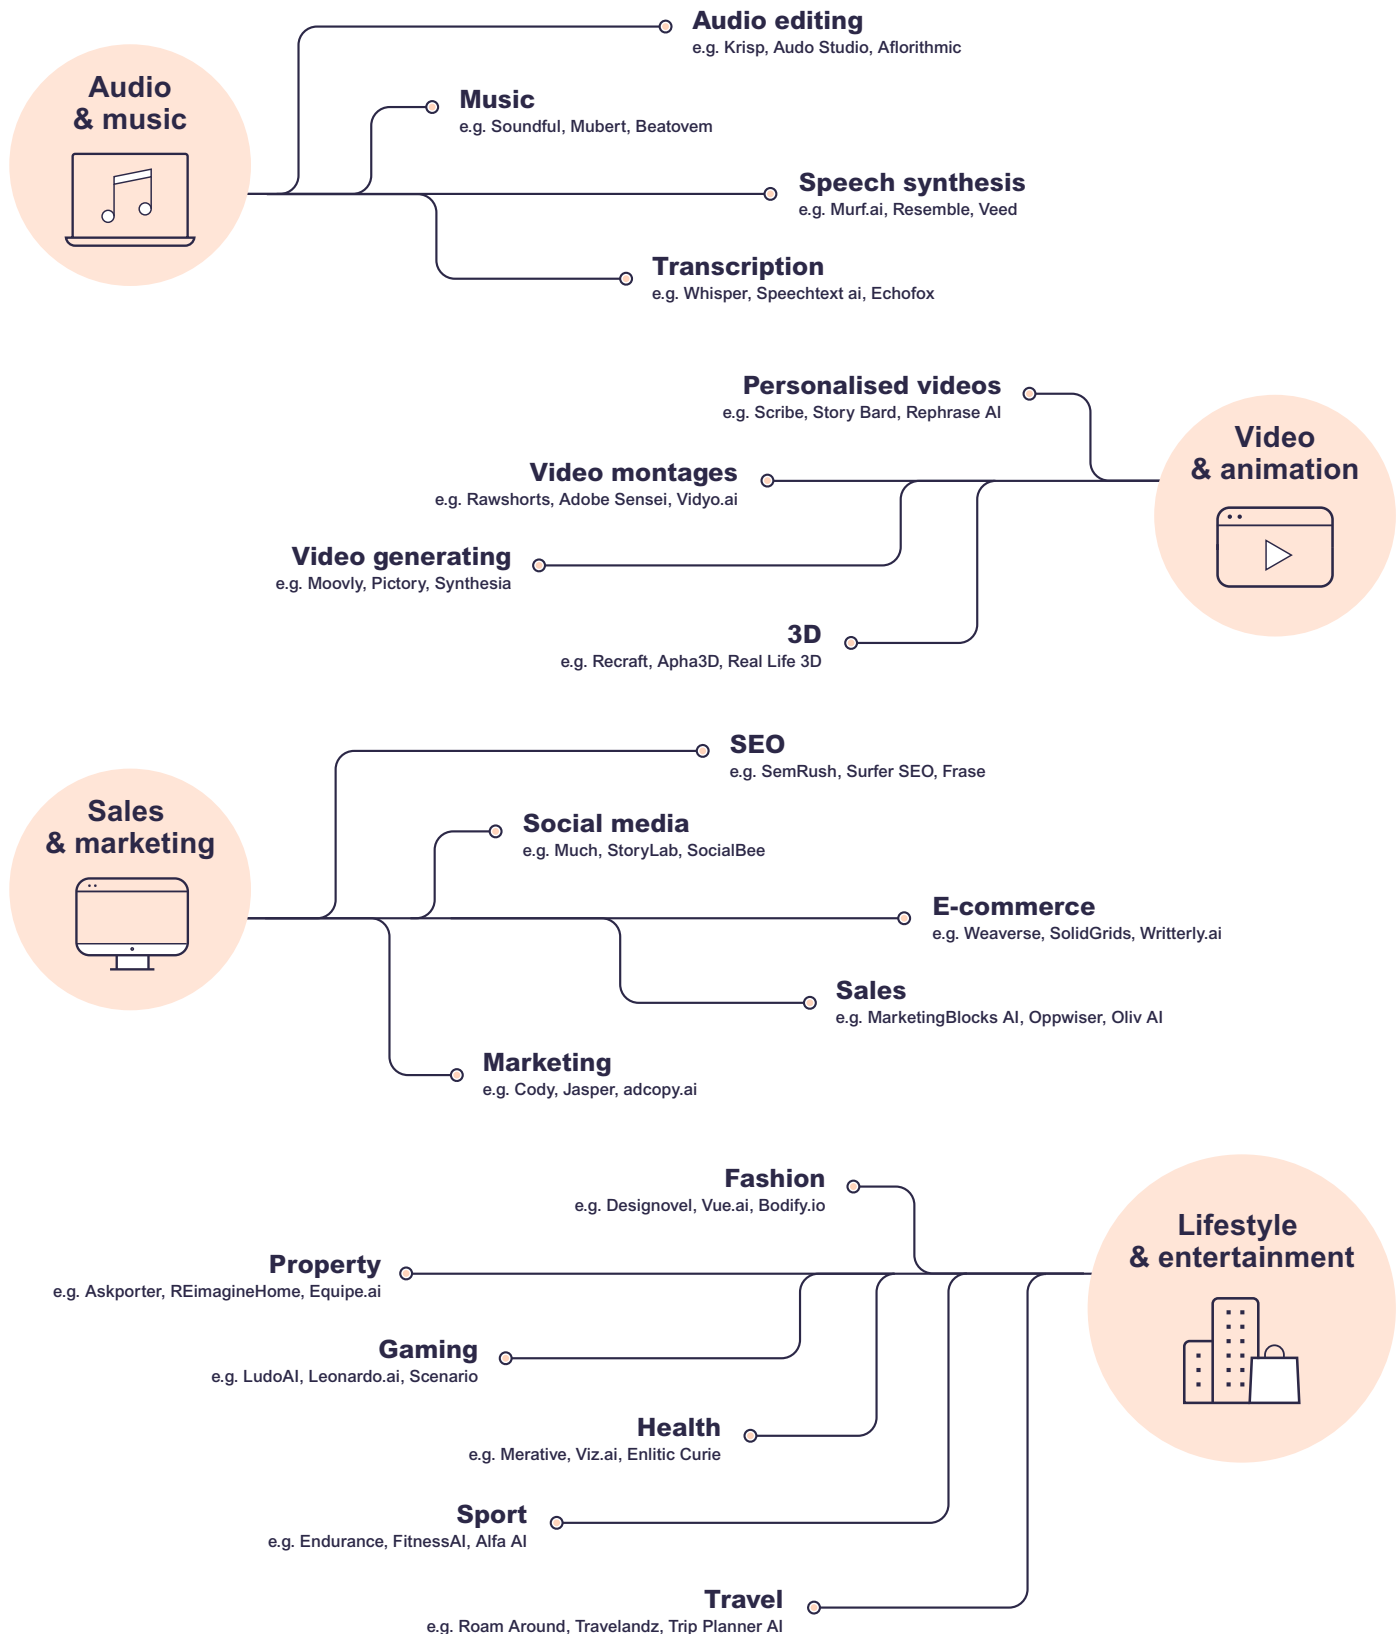 Audio
& music
Audio editing
e.g. Krisp, Audo Studio, Aflorithmic
Music
e.g. Soundful, Mubert, Beatovem
Speech synthesis
e.g. Murf.ai, Resemble, Veed
Transcription
e.g. Whisper, Speechtext ai, Echofox
Video
& animation
Personalised videos
e.g. Scribe, Story Bard, Rephrase AI
Video montages
e.g. Rawshorts, Adobe Sensei, Vidyo.ai
Video generating
e.g. Moovly, Pictory, Synthesia
3D
e.g. Recraft, Apha3D, Real Life 3D
Sales
& marketing
SEO
e.g. SemRush, Surfer SEO, Frase
Social media
e.g. Much, StoryLab, SocialBee
E-commerce
e.g. Weaverse, SolidGrids, Writterly.ai
Sales
e.g. MarketingBlocks AI, Oppwiser, Oliv AI
Marketing
e.g. Cody, Jasper, adcopy.ai
Lifestyle
& entertainment
Fashion
e.g. Designovel, Vue.ai, Bodify.io
Property
e.g. Askporter, REimagineHome, Equipe.ai
Gaming
e.g. LudoAI, Leonardo.ai, Scenario
Health
e.g. Merative, Viz.ai, Enlitic Curie
Sport
e.g. Endurance, FitnessAI, Alfa AI
Travel
e.g. Roam Around, Travelandz, Trip Planner AI